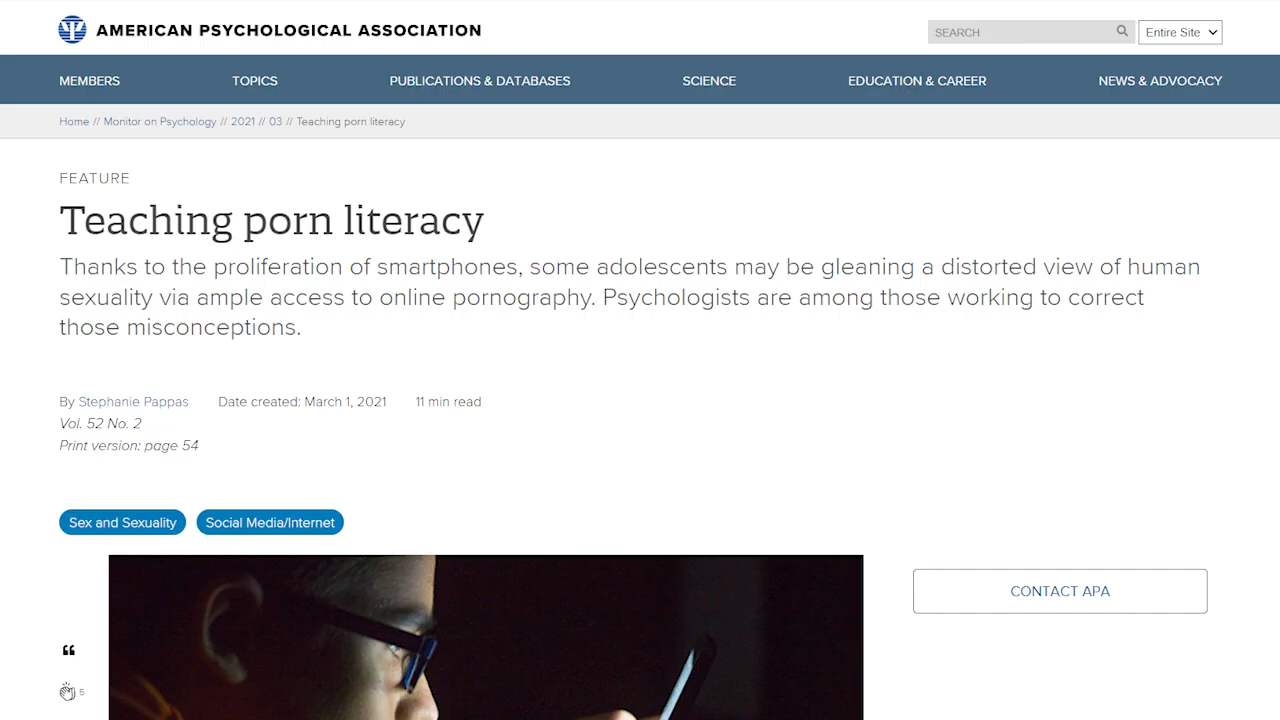 AMERICAN PSYCHOLOGICAL ASSOCIATION
SEARCH
Entire Site
MEMBERS
TOPICS
PUBLICATIONS & DATABASES
SCIENCE
EDUCATION & CAREER
NEWS & ADVOCACY
Home // Monitor on Psychology // 2021 // 03 // Teaching porn literacy
FEATURE
Teaching porn literacy
Thanks to the proliferation of smartphones, some adolescents may be gleaning a distorted view of human
sexuality via ample access to online pornography. Psychologists are among those working to correct
those misconceptions.
By Stephanie Pappas Date created: March 1, 2021 11 min read
Vol. 52 No. 2
Print version: page 54
Sex and Sexuality
Social Media/Internet
CONTACT APA
5